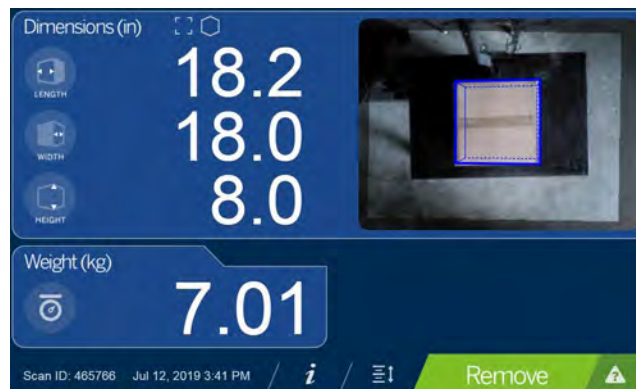 Dimensions (in)
LENGTH
18.2
WIDTH
18.0
HEIGHT
8.0
Weight (kg)
7.01
Scan ID: 465766 Jul 12, 2019 3:41 PM / i / Remove